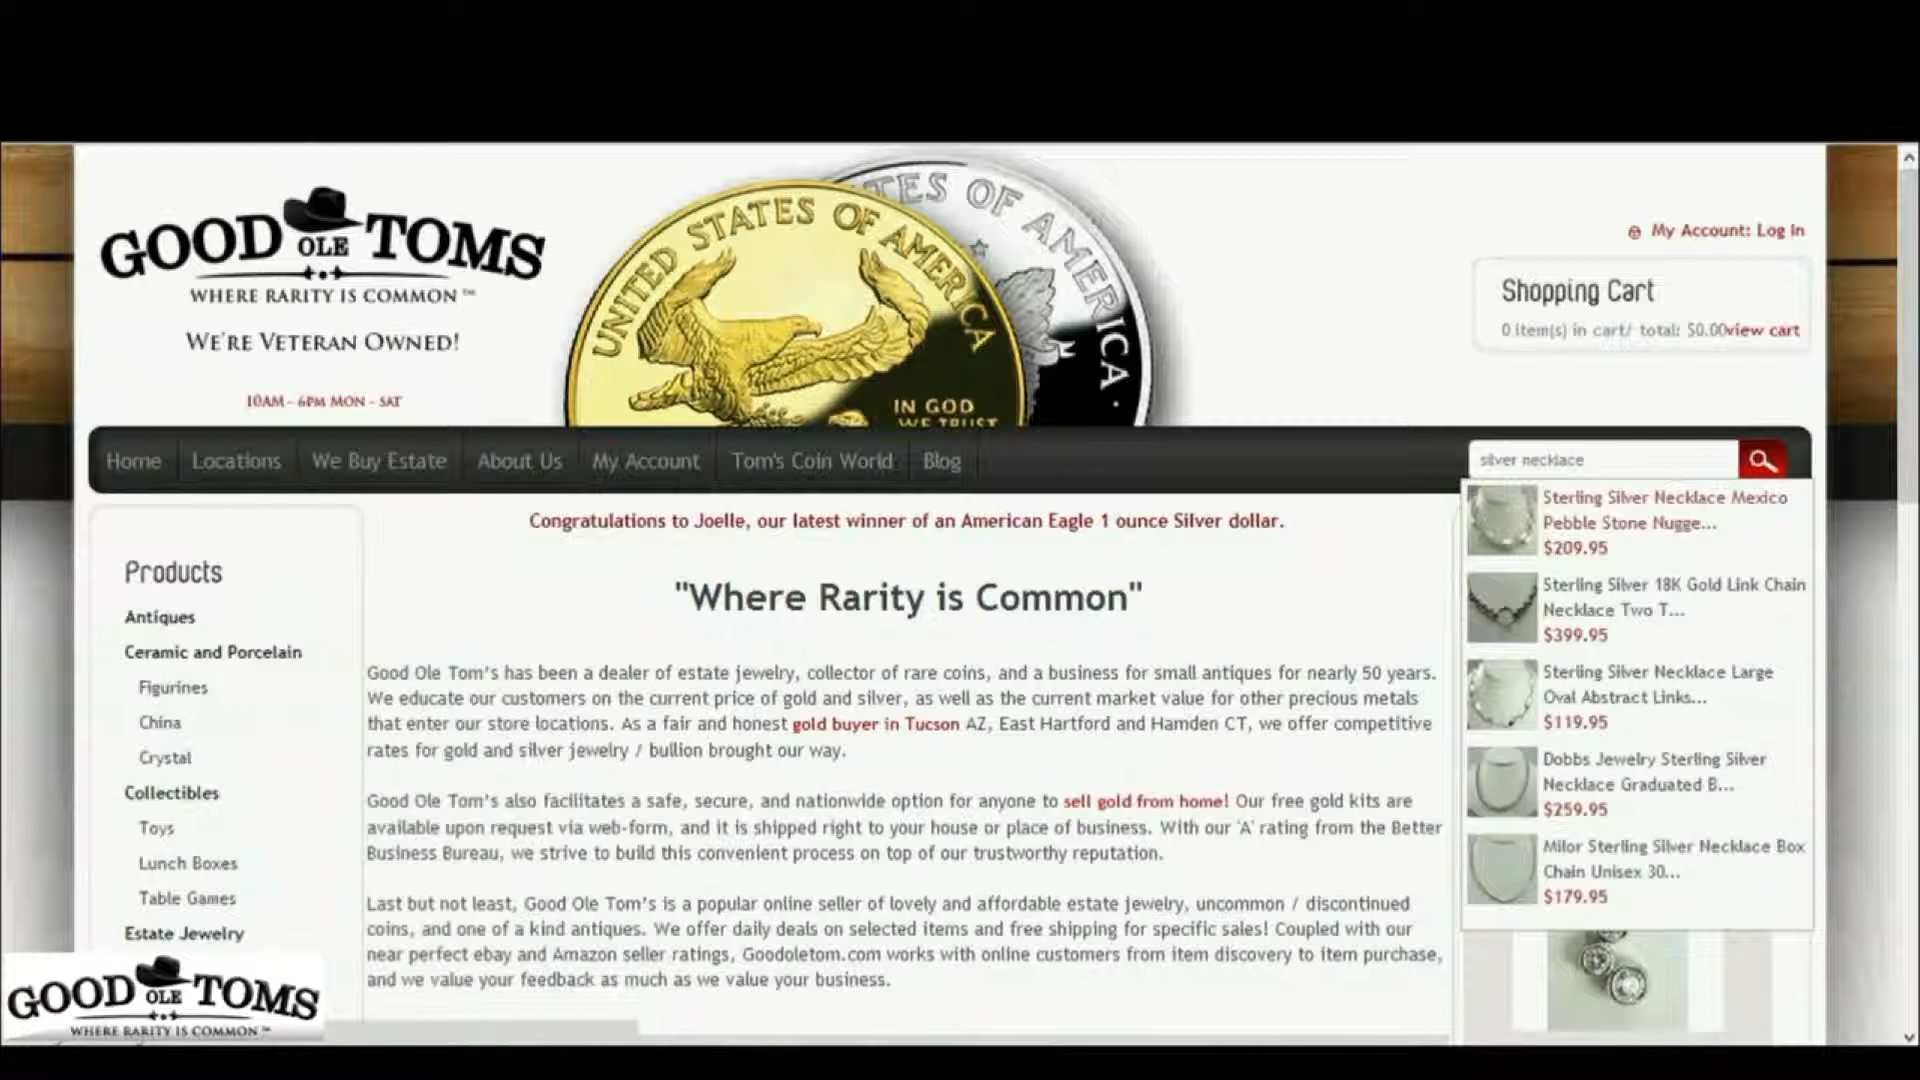 GOOD OLE TOMS
WHERE RARITY IS COMMON™
WE'RE VETERAN OWNED!
10AM - 6PM MON - SAT
UNITED STATES OF AMERICA
IN GOD
WE TRUST
TES OF AMERICA
My Account: Log In
Shopping Cart
0 item(s) in cart/ total: $0.00view cart
Home
Locations
We Buy Estate
About Us
My Account
Tom's Coin World
Blog
silver necklace
Sterling Silver Necklace Mexico
Pebble Stone Nugge...
$209.95
Sterling Silver 18K Gold Link Chain
Necklace Two T...
$399.95
Sterling Silver Necklace Large
Oval Abstract Links...
$119.95
Dobbs Jewelry Sterling Silver
Necklace Graduated B...
$259.95
Milor Sterling Silver Necklace Box
Chain Unisex 30...
$179.95
Products
Antiques
Ceramic and Porcelain
Figurines
China
Crystal
Collectibles
Toys
Lunch Boxes
Table Games
Estate Jewelry
Congratulations to Joelle, our latest winner of an American Eagle 1 ounce Silver dollar.
"Where Rarity is Common"
Good Ole Tom's has been a dealer of estate jewelry, collector of rare coins, and a business for small antiques for nearly 50 years.
We educate our customers on the current price of gold and silver, as well as the current market value for other precious metals
that enter our store locations. As a fair and honest gold buyer in Tucson AZ, East Hartford and Hamden CT, we offer competitive
rates for gold and silver jewelry / bullion brought our way.
Good Ole Tom's also facilitates a safe, secure, and nationwide option for anyone to sell gold from home! Our free gold kits are
available upon request via web-form, and it is shipped right to your house or place of business. With our 'A' rating from the Better
Business Bureau, we strive to build this convenient process on top of our trustworthy reputation.
Last but not least, Good Ole Tom's is a popular online seller of lovely and affordable estate jewelry, uncommon / discontinued
coins, and one of a kind antiques. We offer daily deals on selected items and free shipping for specific sales! Coupled with our
near perfect ebay and Amazon seller ratings, Goodoletom.com works with online customers from item discovery to item purchase,
and we value your feedback as much as we value your business.
GOOD OLE TOMS
WHERE RARITY IS COMMON™